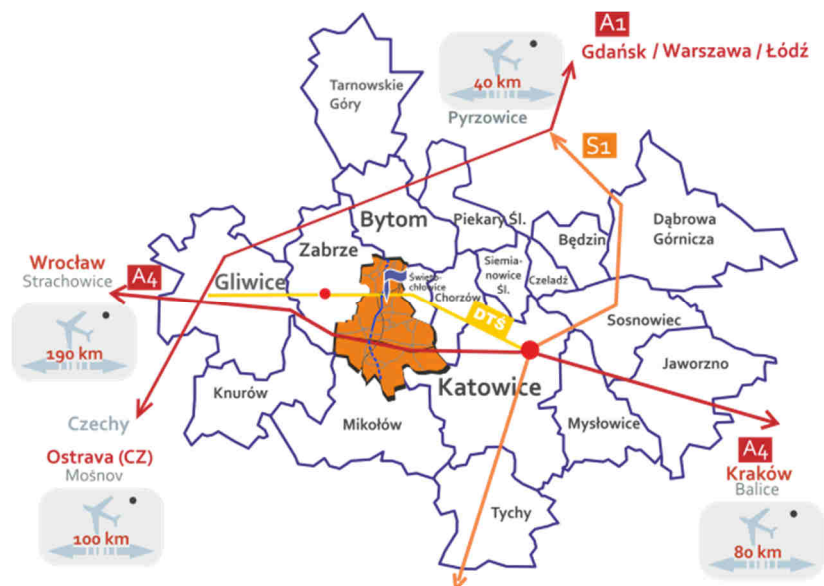 A1
Gdańsk / Warszawa / Łódź
40 km
Pyrzowice
Tarnowskie
Góry
S1
Bytom
Piekary Śl.
Będzin
Dąbrowa
Górnicza
Zabrze
Wrocław
Strachowice
A4
Gliwice
Święto-
chłowice
Chorzów
Siemia-
nowice
Śl.
Czeladź
DTŚ
Sosnowiec
190 km
Jaworzno
Katowice
Knurów
Mikołów
Mysłowice
Czechy
Ostrava (CZ)
Mošnov
100 km
A4
Kraków
Balice
80 km
Tychy